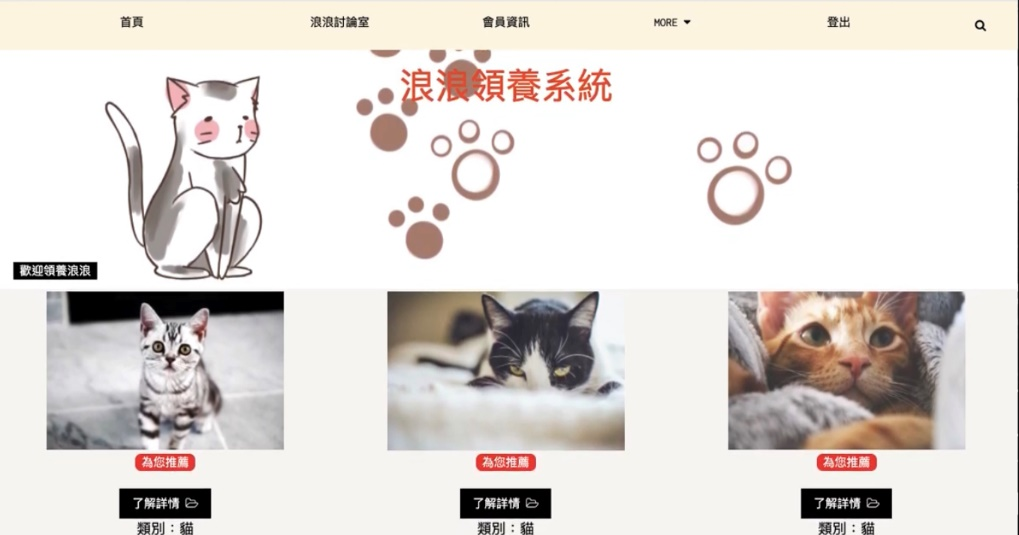 首頁
浪浪討論室
會員資訊
MORE
登出
浪浪領養系統
歡迎領養浪浪
為您推薦
為您推薦
為您推薦
了解詳情
了解詳情
了解詳情
類別：貓
類別：貓
類別：貓